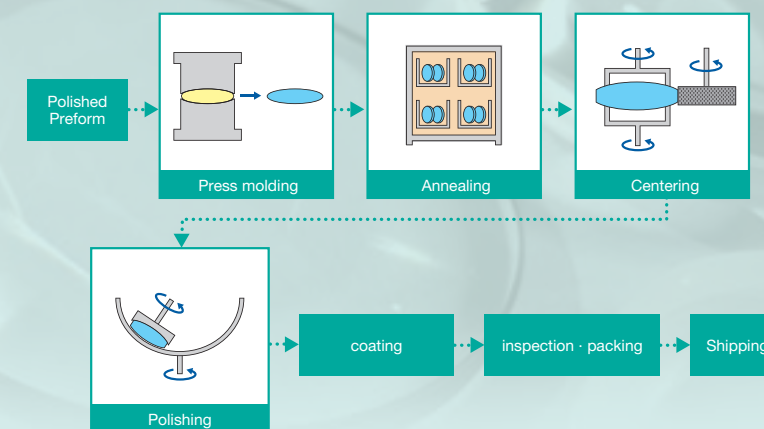 Polished
Preform
Press molding
Annealing
Centering
Polishing
coating
inspection · packing
Shipping